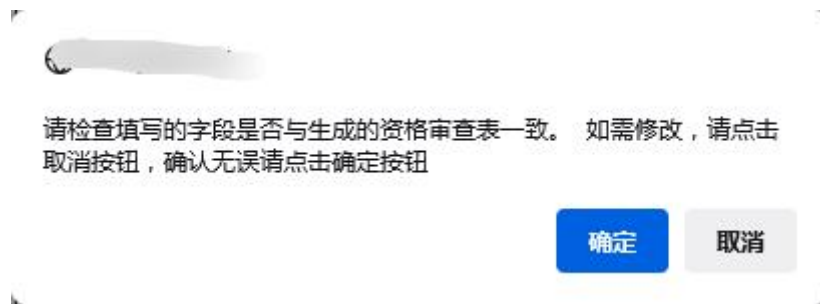 请检查填写的字段是否与生成的资格审查表一致。 如需修改，请点击
取消按钮，确认无误请点击确定按钮
确定
取消